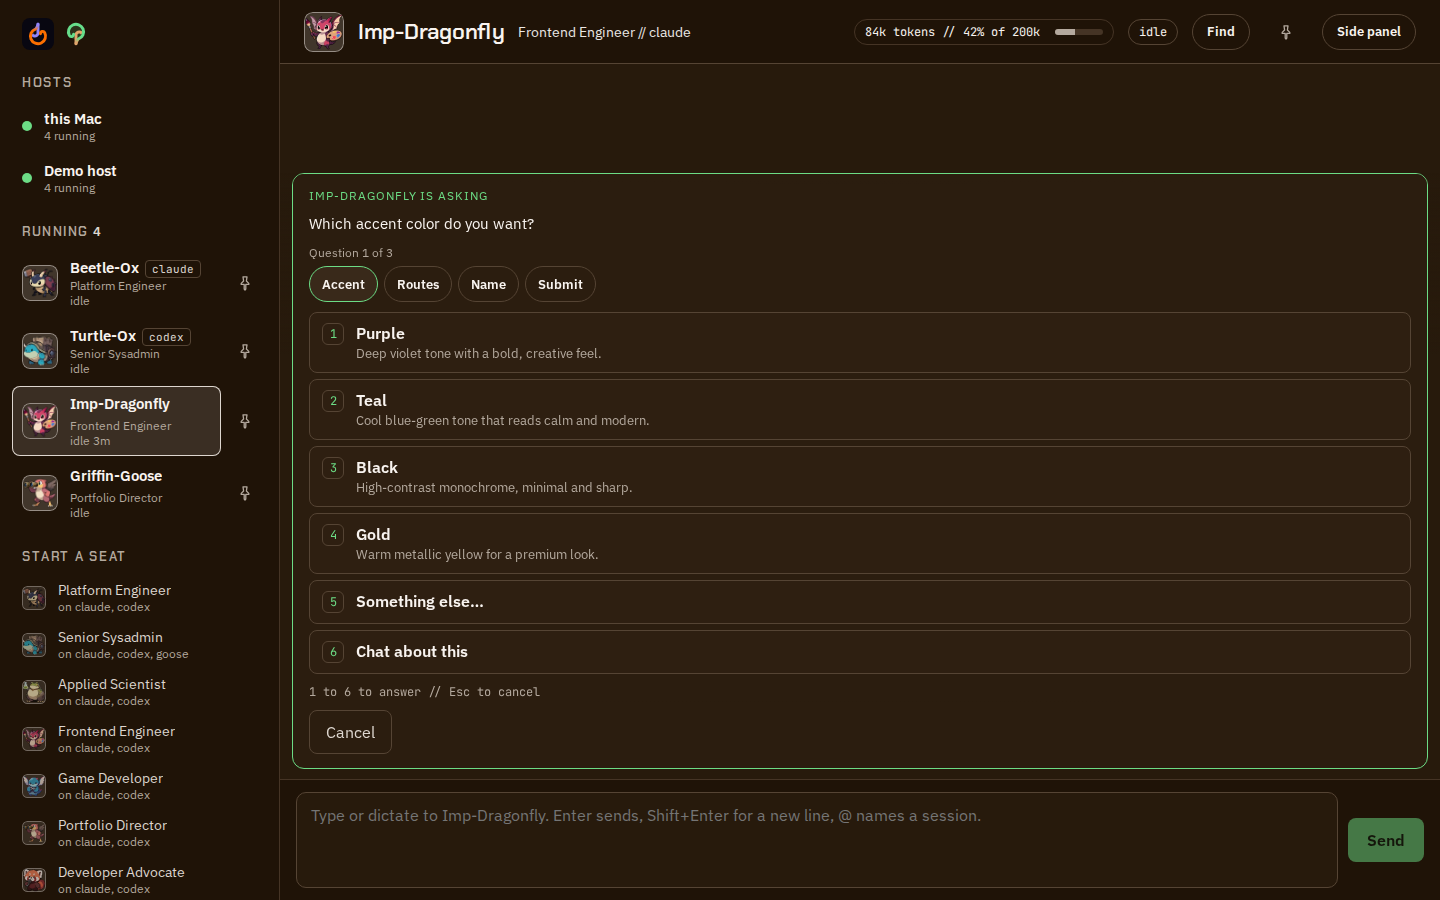 HOSTS
this Mac
4 running
Demo host
4 running
RUNNING 4
Beetle-Ox claude
Platform Engineer
idle
Turtle-Ox codex
Senior Sysadmin
idle
Imp-Dragonfly
Frontend Engineer
idle 3m
Griffin-Goose
Portfolio Director
idle
START A SEAT
Platform Engineer
on claude, codex
Senior Sysadmin
on claude, codex, goose
Applied Scientist
on claude, codex
Frontend Engineer
on claude, codex
Game Developer
on claude, codex
Portfolio Director
on claude, codex
Developer Advocate
on claude, codex
Imp-Dragonfly Frontend Engineer // claude 84k tokens // 42% of 200k idle Find Side panel
IMP-DRAGONFLY IS ASKING
Which accent color do you want?
Question 1 of 3
Accent Routes Name Submit
1 Purple
Deep violet tone with a bold, creative feel.
2 Teal
Cool blue-green tone that reads calm and modern.
3 Black
High-contrast monochrome, minimal and sharp.
4 Gold
Warm metallic yellow for a premium look.
5 Something else...
6 Chat about this
1 to 6 to answer // Esc to cancel
Cancel
Type or dictate to Imp-Dragonfly. Enter sends, Shift+Enter for a new line, @ names a session.
Send